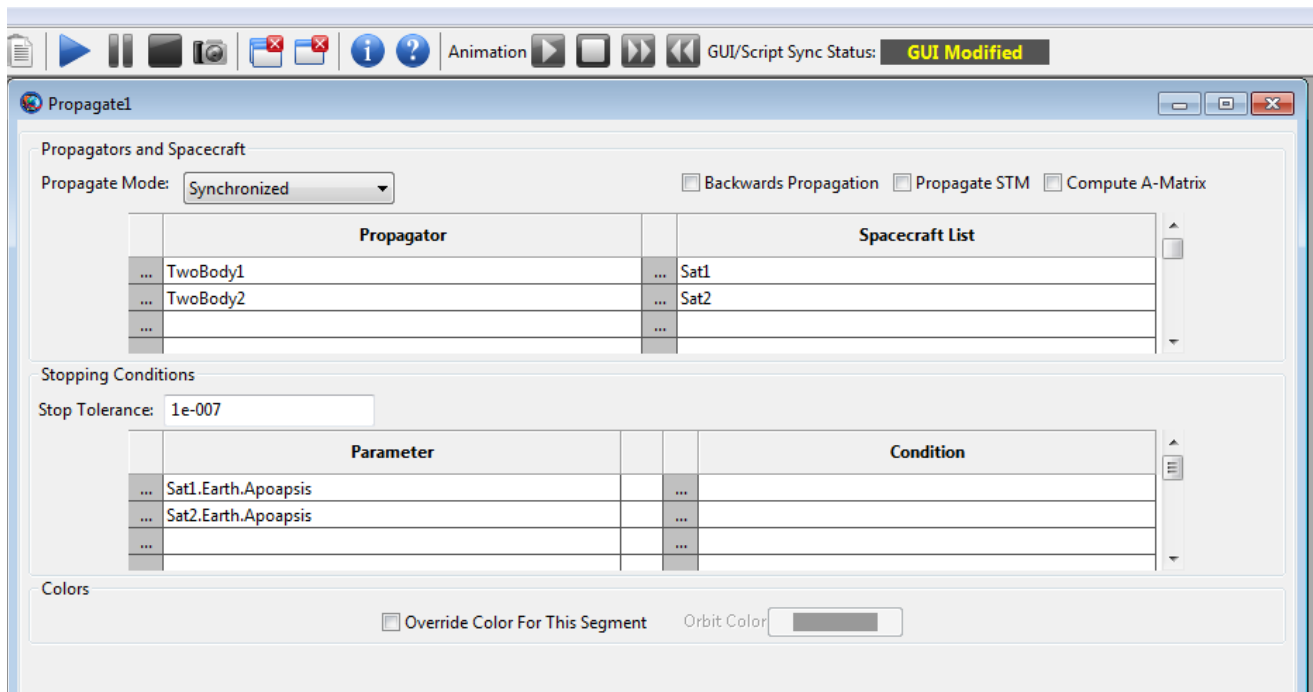 Animation GUI/Script Sync Status: GUI Modified
Propagate1
Propagators and Spacecraft
Propagate Mode: Synchronized Backwards Propagation Propagate STM Compute A-Matrix
Propagator Spacecraft List
... TwoBody1 ... Sat1
... TwoBody2 ... Sat2
... ...
Stopping Conditions
Stop Tolerance: 1e-007
Parameter Condition
... Sat1.Earth.Apoapsis ...
... Sat2.Earth.Apoapsis ...
... ...
Colors
Override Color For This Segment Orbit Color